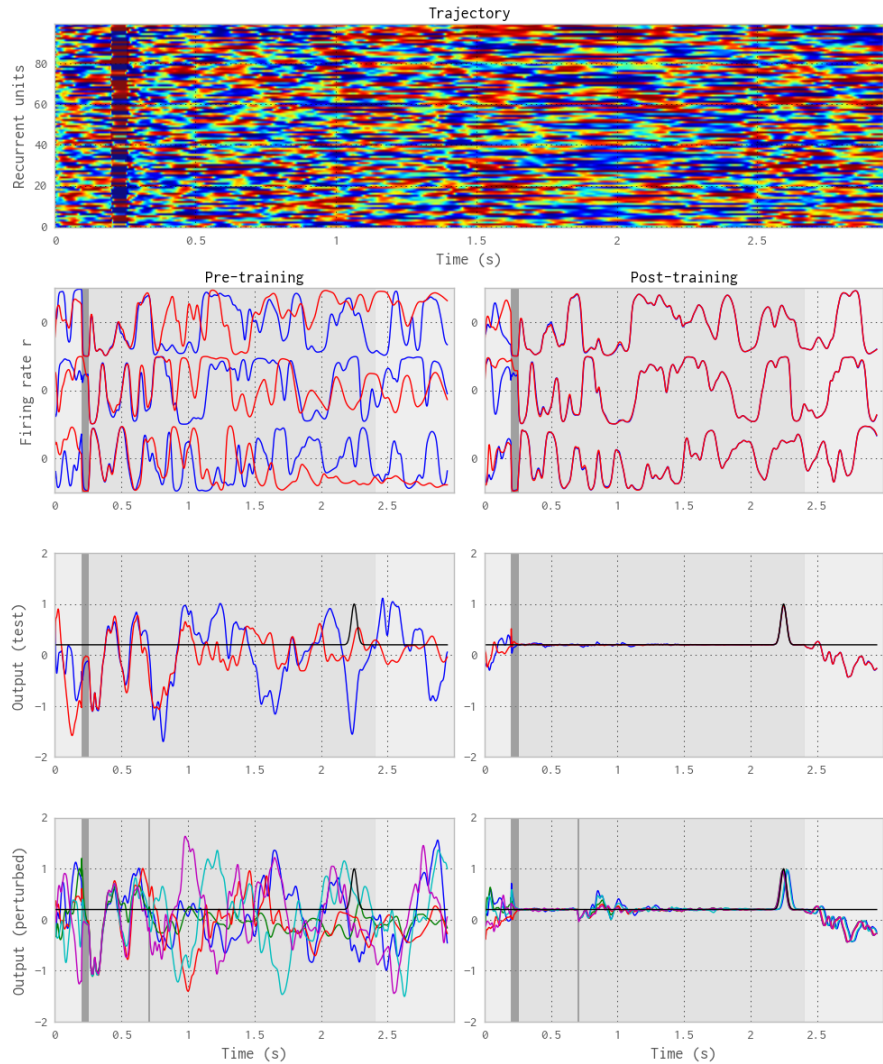 Trajectory
Recurrent units
80
60
40
20
0
0 0.5 1 1.5 2 2.5
Time (s)
Pre-training
Post-training
Firing rate r
0
0
0
0
0
0
0 0.5 1 1.5 2 2.5
0 0.5 1 1.5 2 2.5
Output (test)
2
1
0
−1
−2
0 0.5 1 1.5 2 2.5
2
1
0
−1
−2
0 0.5 1 1.5 2 2.5
Output (perturbed)
2
1
0
−1
−2
0 0.5 1 1.5 2 2.5
Time (s)
2
1
0
−1
−2
0 0.5 1 1.5 2 2.5
Time (s)